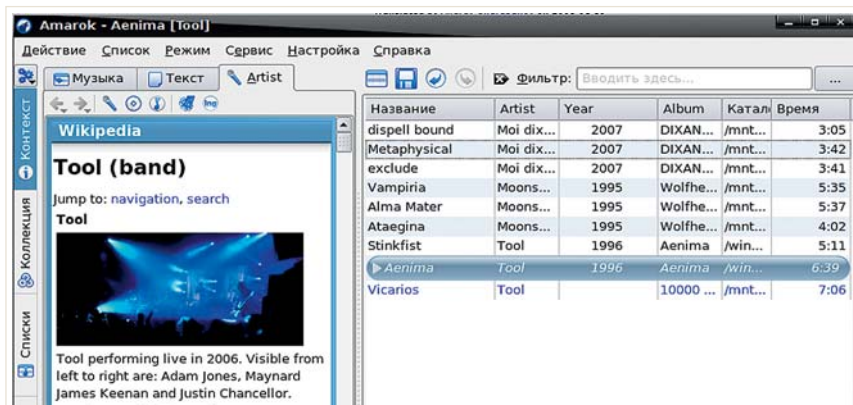 Amarok - Aenima [Tool]
Действие Список Режим Сервис Настройка Справка
Музыка Текст Artist
Фильтр: Вводить здесь... ...
Контекст
Коллекция
Списки
Wikipedia
Tool (band)
Jump to: navigation, search
Tool
Tool performing live in 2006. Visible from
left to right are: Adam Jones, Maynard
James Keenan and Justin Chancellor.
Название Artist Year Album Катало Время
dispell bound Moi dix... 2007 DIXAN... /mnt... 3:05
Metaphysical Moi dix... 2007 DIXAN... /mnt... 3:42
exclude Moi dix... 2007 DIXAN... /mnt... 3:41
Vampiria Moons... 1995 Wolfhe... /mnt... 5:35
Alma Mater Moons... 1995 Wolfhe... /mnt... 5:37
Ataegina Moons... 1995 Wolfhe... /mnt... 4:02
Stinkfist Tool 1996 Aenima /win... 5:11
Aenima Tool 1996 Aenima /win... 6:39
Vicarios Tool 10000 ... /mnt... 7:06